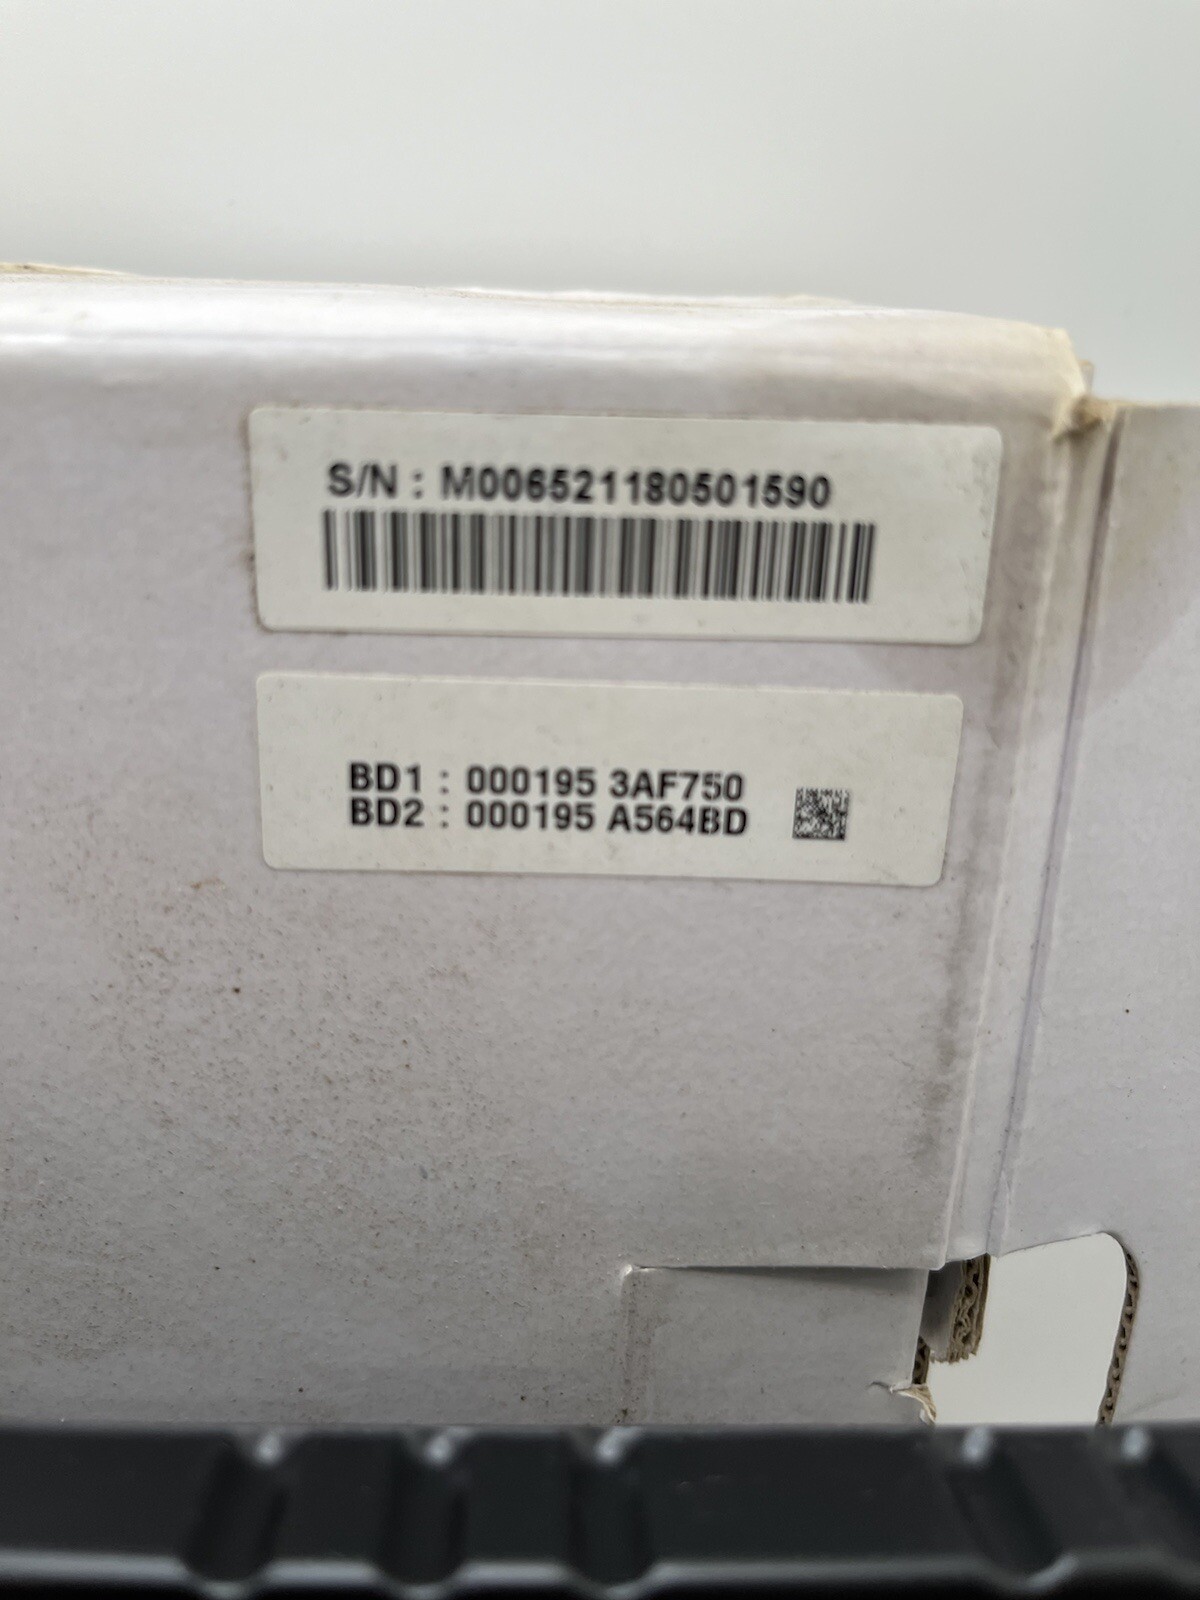 S/N : M006521180501590
BD1 : 000195 3AF750
BD2 : 000195 A564BD